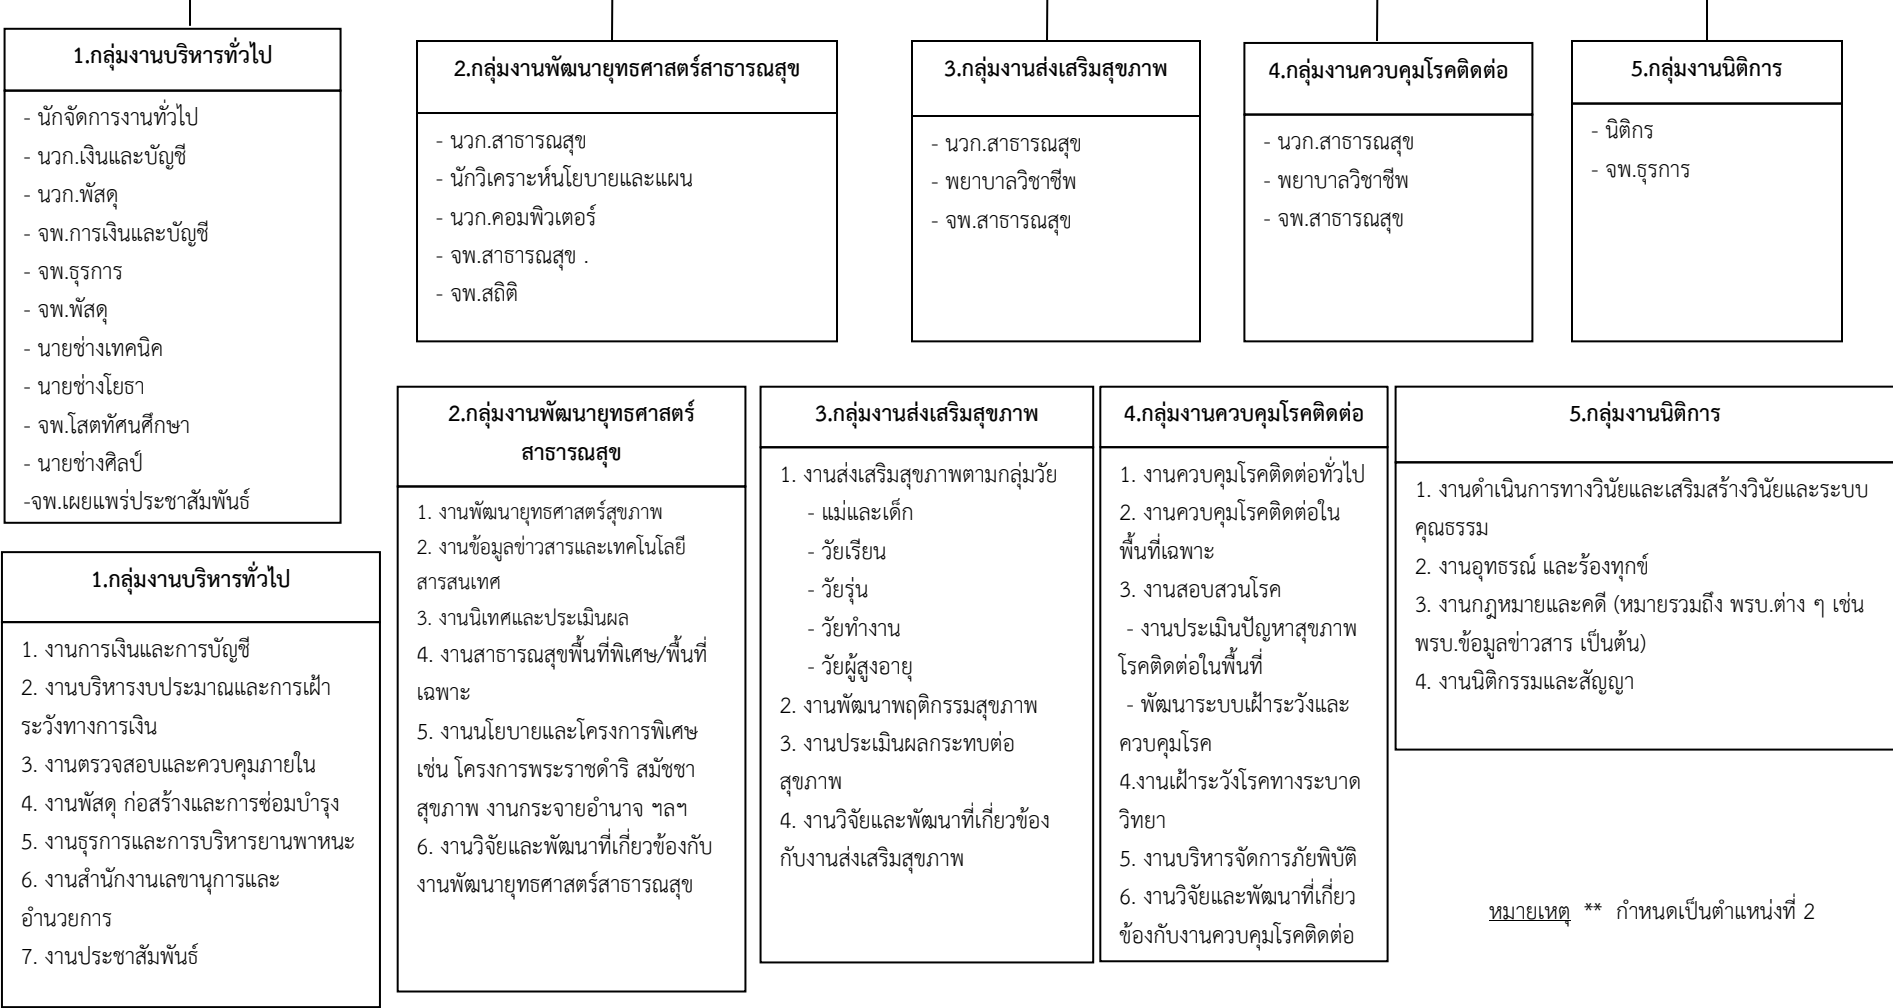 1.กลุ่มงานบริหารทั่วไป
- นักจัดการงานทั่วไป
- นวก.เงินและบัญชี
- นวก.พัสดุ
- จพ.การเงินและบัญชี
- จพ.ธุรการ
- จพ.พัสดุ
- นายช่างเทคนิค
- นายช่างโยธา
- จพ.โสตทัศนศึกษา
- นายช่างศิลป์
-จพ.เผยแพร่ประชาสัมพันธ์
2.กลุ่มงานพัฒนายุทธศาสตร์สาธารณสุข
- นวก.สาธารณสุข
- นักวิเคราะห์นโยบายและแผน
- นวก.คอมพิวเตอร์
- จพ.สาธารณสุข .
- จพ.สถิติ
3.กลุ่มงานส่งเสริมสุขภาพ
- นวก.สาธารณสุข
- พยาบาลวิชาชีพ
- จพ.สาธารณสุข
4.กลุ่มงานควบคุมโรคติดต่อ
- นวก.สาธารณสุข
- พยาบาลวิชาชีพ
- จพ.สาธารณสุข
5.กลุ่มงานนิติการ
- นิติกร
- จพ.ธุรการ
1.กลุ่มงานบริหารทั่วไป
1. งานการเงินและการบัญชี
2. งานบริหารงบประมาณและการเฝ้า
ระวังทางการเงิน
3. งานตรวจสอบและควบคุมภายใน
4. งานพัสดุ ก่อสร้างและการซ่อมบำรุง
5. งานธุรการและการบริหารยานพาหนะ
6. งานสำนักงานเลขานุการและ
อำนวยการ
7. งานประชาสัมพันธ์
2.กลุ่มงานพัฒนายุทธศาสตร์
สาธารณสุข
1. งานพัฒนายุทธศาสตร์สุขภาพ
2. งานข้อมูลข่าวสารและเทคโนโลยี
สารสนเทศ
3. งานนิเทศและประเมินผล
4. งานสาธารณสุขพื้นที่พิเศษ/พื้นที่
เฉพาะ
5. งานนโยบายและโครงการพิเศษ
เช่น โครงการพระราชดำริ สมัชชา
สุขภาพ งานกระจายอำนาจ ฯลฯ
6. งานวิจัยและพัฒนาที่เกี่ยวข้องกับ
งานพัฒนายุทธศาสตร์สาธารณสุข
3.กลุ่มงานส่งเสริมสุขภาพ
1. งานส่งเสริมสุขภาพตามกลุ่มวัย
- แม่และเด็ก
- วัยเรียน
- วัยรุ่น
- วัยทำงาน
- วัยผู้สูงอายุ
2. งานพัฒนาพฤติกรรมสุขภาพ
3. งานประเมินผลกระทบต่อ
สุขภาพ
4. งานวิจัยและพัฒนาที่เกี่ยวข้อง
กับงานส่งเสริมสุขภาพ
4.กลุ่มงานควบคุมโรคติดต่อ
1. งานควบคุมโรคติดต่อทั่วไป
2. งานควบคุมโรคติดต่อใน
พื้นที่เฉพาะ
3. งานสอบสวนโรค
- งานประเมินปัญหาสุขภาพ
โรคติดต่อในพื้นที่
- พัฒนาระบบเฝ้าระวังและ
ควบคุมโรค
4.งานเฝ้าระวังโรคทางระบาด
วิทยา
5. งานบริหารจัดการภัยพิบัติ
6. งานวิจัยและพัฒนาที่เกี่ยว
ข้องกับงานควบคุมโรคติดต่อ
5.กลุ่มงานนิติการ
1. งานดำเนินการทางวินัยและเสริมสร้างวินัยและระบบ
คุณธรรม
2. งานอุทธรณ์ และร้องทุกข์
3. งานกฎหมายและคดี (หมายรวมถึง พรบ.ต่าง ๆ เช่น
พรบ.ข้อมูลข่าวสาร เป็นต้น)
4. งานนิติกรรมและสัญญา
หมายเหตุ ** กำหนดเป็นตำแหน่งที่ 2